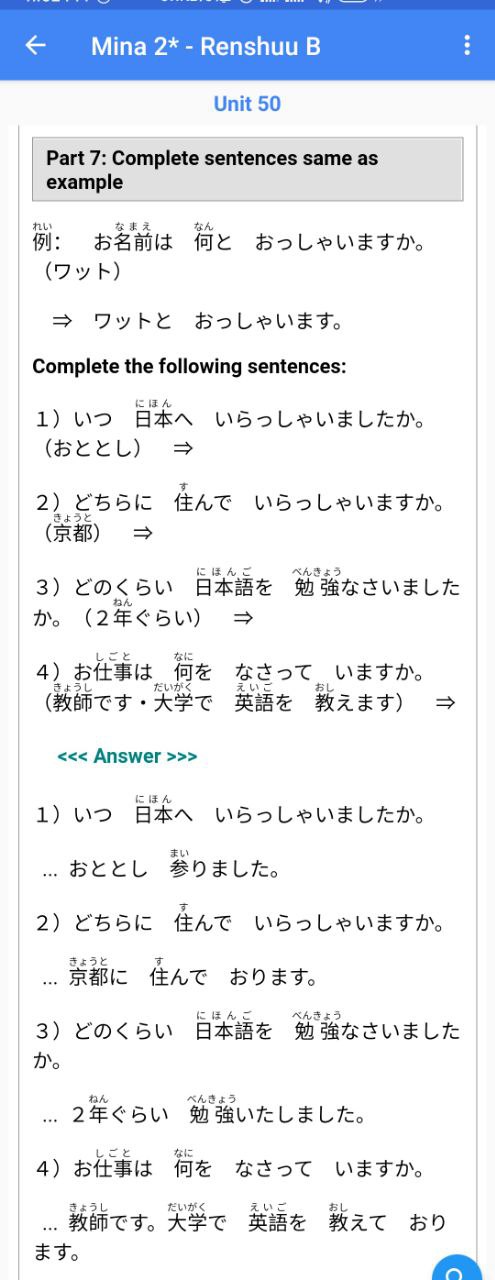 Mina 2* - Renshuu B
Unit 50
Part 7: Complete sentences same as
example
例： お名前は 何と おっしゃいますか。
（ワット）
⇒ ワットと おっしゃいます。
Complete the following sentences:
１）いつ 日本へ いらっしゃいましたか。
（おととし） ⇒
２）どちらに 住んで いらっしゃいますか。
（京都） ⇒
３）どのくらい 日本語を 勉強なさいました
か。（２年ぐらい） ⇒
４）お仕事は 何を なさって いますか。
（教師です・大学で 英語を 教えます） ⇒
<<< Answer >>>
１）いつ 日本へ いらっしゃいましたか。
... おととし 参りました。
２）どちらに 住んで いらっしゃいますか。
... 京都に 住んで おります。
３）どのくらい 日本語を 勉強なさいました
か。
... ２年ぐらい 勉強いたしました。
４）お仕事は 何を なさって いますか。
... 教師です。大学で 英語を 教えて おり
ます。